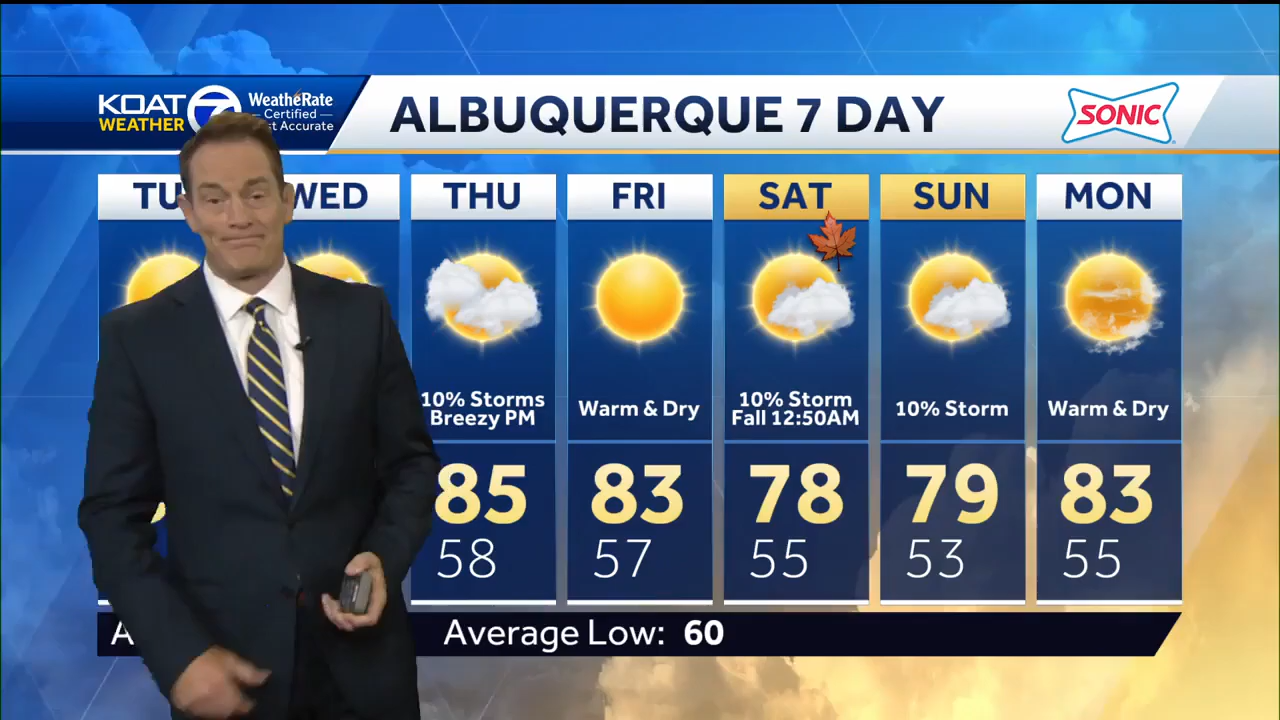 KOAT 7
WEATHER
WeatheRate
Certified
Accurate
ALBUQUERQUE 7 DAY
SONIC
WED THU FRI SAT SUN MON
10% Storms
Breezy PM
Warm & Dry
10% Storm
Fall 12:50AM
10% Storm
Warm & Dry
85 83 78 79 83
58 57 55 53 55
Average Low: 60